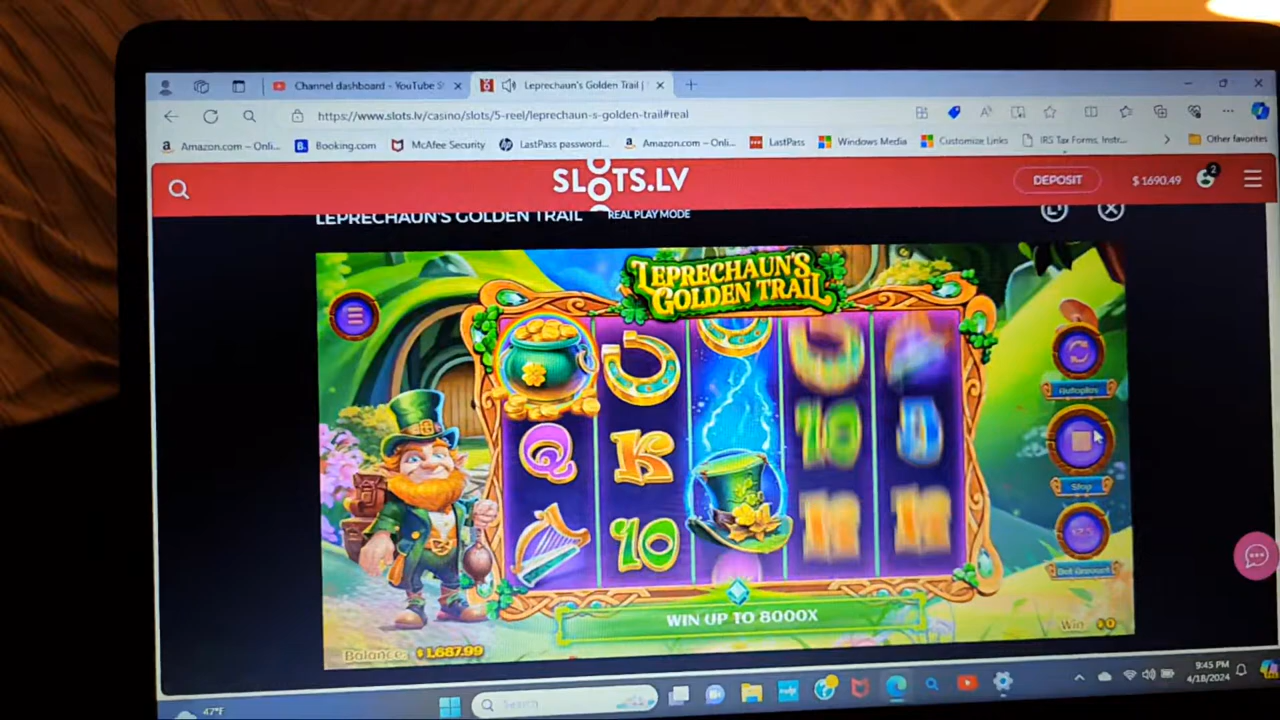 Channel dashboard - YouTube S
Leprechaun's Golden Trail |
https://www.slots.lv/casino/slots/5-reel/leprechaun-s-golden-trail#real
Amazon.com – Onli...
Booking.com
McAfee Security
LastPass password...
Amazon.com – Onli...
LastPass
Windows Media
Customize Links
IRS Tax Forms, Instr...
Other favorites
SLOTS.LV
DEPOSIT
$ 1690.49
2
LEPRECHAUN'S GOLDEN TRAIL
REAL PLAY MODE
LEPRECHAUN'S
GOLDEN TRAIL
Autoplay
10
Q
K
Stop
10
Bet Amount
WIN UP TO 8000X
Win $0
Balance: $1,687.99
9:45 PM
4/18/2024
47°F
Search